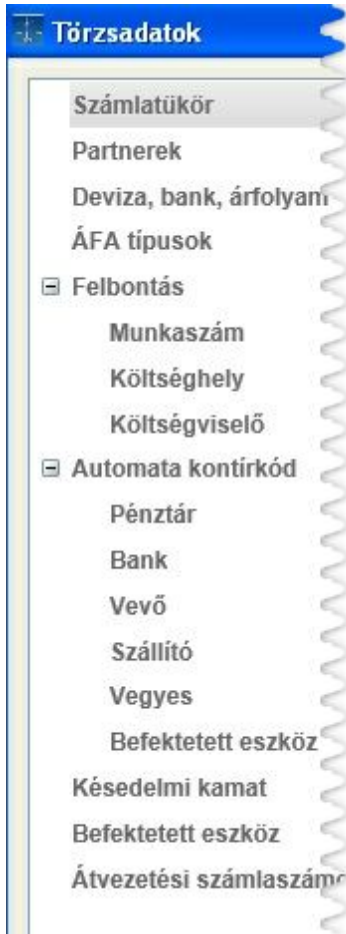 Törzsadatok
Számlatükör
Partnerek
Deviza, bank, árfolyam
ÁFA típusok
Felbontás
Munkaszám
Költséghely
Költségviselő
Automata kontírkód
Pénztár
Bank
Vevő
Szállító
Vegyes
Befektetett eszköz
Késedelmi kamat
Befektetett eszköz
Átvezetési